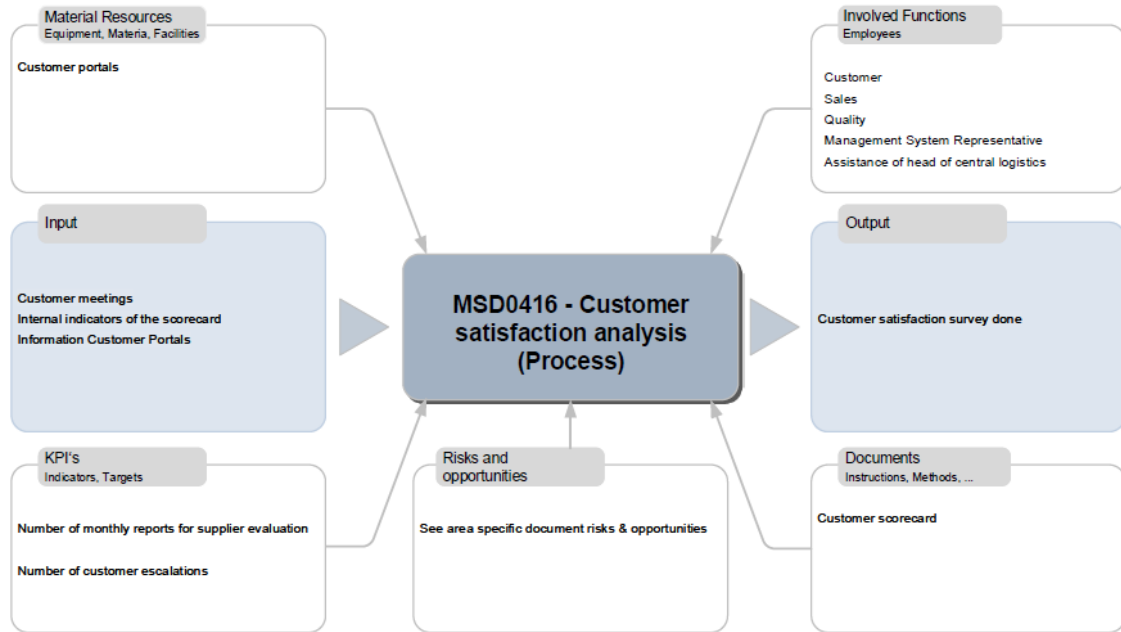 Material Resources
Equipment, Materia, Facilities
Customer portals
Involved Functions
Employees
Customer
Sales
Quality
Management System Representative
Assistance of head of central logistics
Input
Customer meetings
Internal indicators of the scorecard
Information Customer Portals
MSD0416 - Customer
satisfaction analysis
(Process)
Output
Customer satisfaction survey done
KPI's
Indicators, Targets
Number of monthly reports for supplier evaluation
Number of customer escalations
Risks and
opportunities
See area specific document risks & opportunities
Documents
Instructions, Methods, ...
Customer scorecard